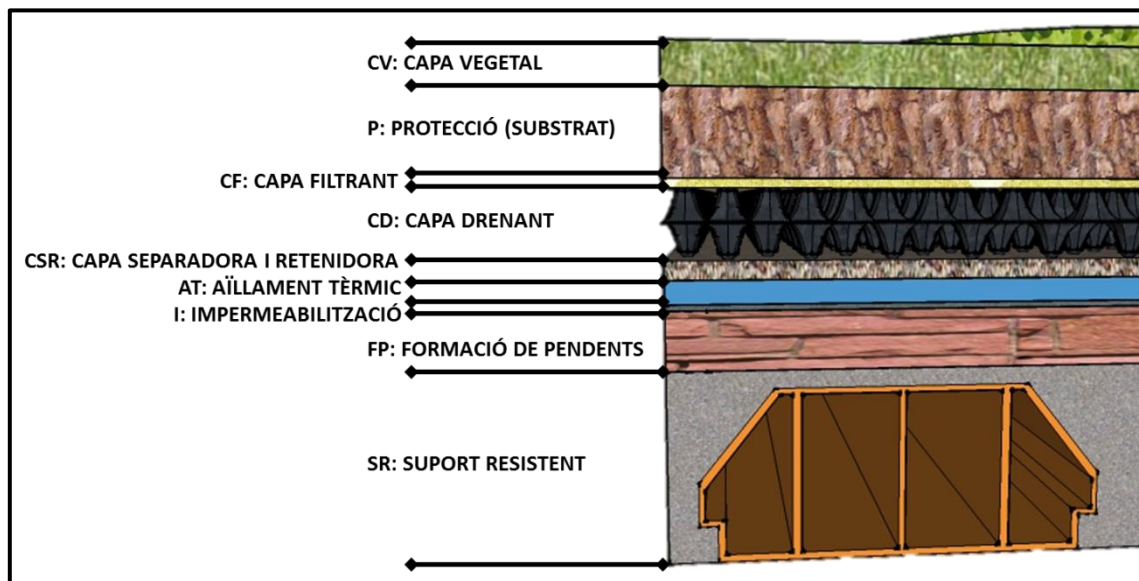 CV: CAPA VEGETAL
P: PROTECCIÓ (SUBSTRAT)
CF: CAPA FILTRANT
CD: CAPA DRENANT
CSR: CAPA SEPARADORA I RETENIDORA
AT: AÏLLAMENT TÈRMIC
I: IMPERMEABILITZACIÓ
FP: FORMACIÓ DE PENDENTS
SR: SUPORT RESISTENT